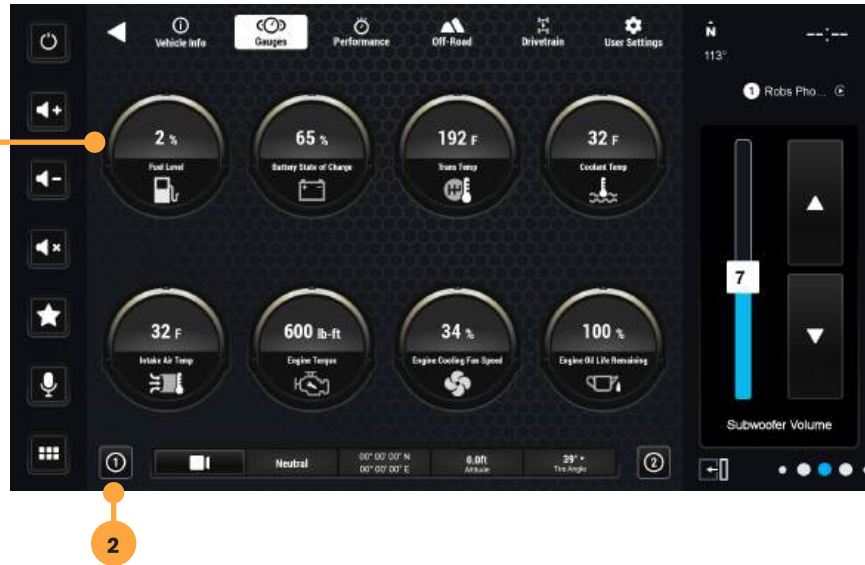 Vehicle Info
Gauges
Performance
Off-Road
Drivetrain
User Settings
N
113°
--:--
1 Robs Pho...
2 %
Fuel Level
65 %
Battery State of Charge
192 F
Trans Temp
32 F
Coolant Temp
32 F
Intake Air Temp
600 lb-ft
Engine Torque
34 %
Engine Cooling Fan Speed
100 %
Engine Oil Life Remaining
7
Subwoofer Volume
1
Neutral
00° 00' 00" N
00° 00' 00" E
0.0ft
Altitude
39° •
Tire Angle
2
2